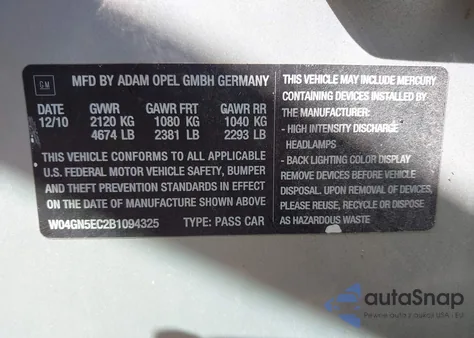 GM
MFD BY ADAM OPEL GMBH GERMANY
DATE GVWR GAWR FRT GAWR RR
12/10 2120 KG 1080 KG 1040 KG
4674 LB 2381 LB 2293 LB
THIS VEHICLE CONFORMS TO ALL APPLICABLE
U.S. FEDERAL MOTOR VEHICLE SAFETY, BUMPER
AND THEFT PREVENTION STANDARDS IN EFFECT
ON THE DATE OF MANUFACTURE SHOWN ABOVE
W04GN5EC2B1094325 TYPE: PASS CAR
THIS VEHICLE MAY INCLUDE MERCURY
CONTAINING DEVICES INSTALLED BY
THE MANUFACTURER:
- HIGH INTENSITY DISCHARGE
HEADLAMPS
- BACK LIGHTING COLOR DISPLAY
REMOVE DEVICES BEFORE VEHICLE
DISPOSAL. UPON REMOVAL OF DEVICES,
PLEASE REUSE, RECYCLE OR DISPOSE
AS HAZARDOUS WASTE
autoSnap